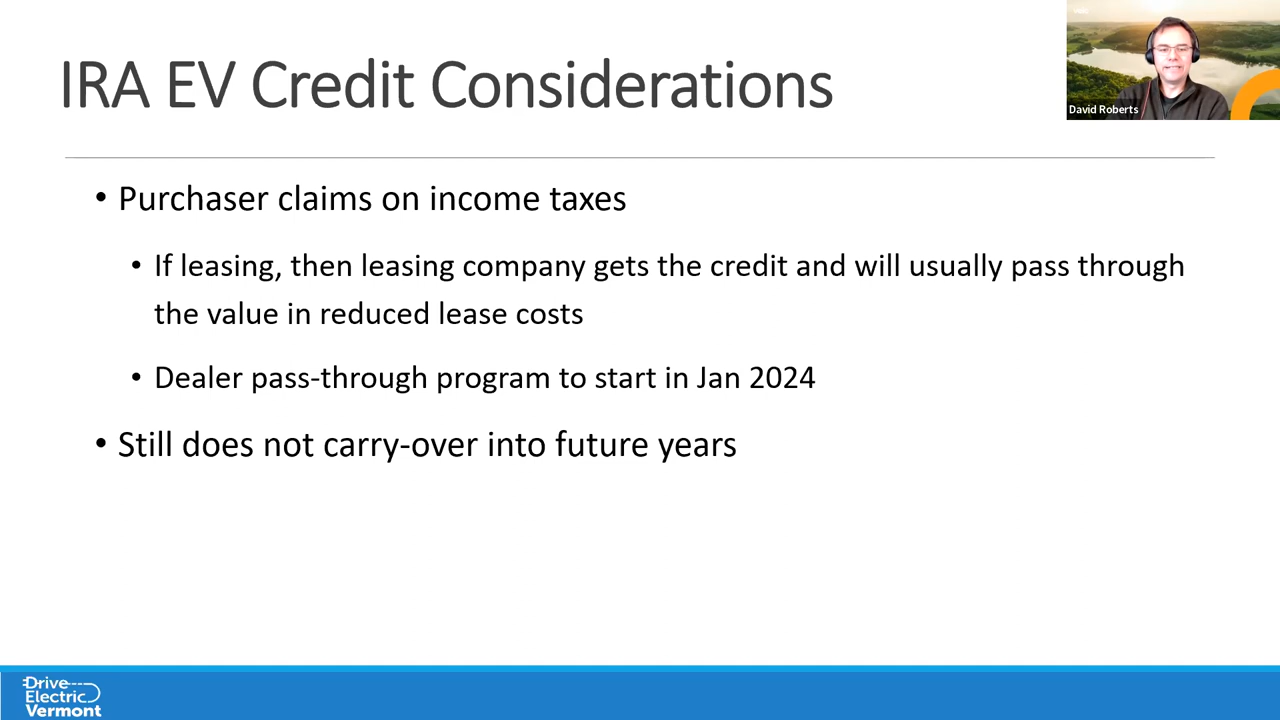 IRA EV Credit Considerations
David Roberts
• Purchaser claims on income taxes
• If leasing, then leasing company gets the credit and will usually pass through
the value in reduced lease costs
• Dealer pass-through program to start in Jan 2024
• Still does not carry-over into future years
Drive
Electric
Vermont